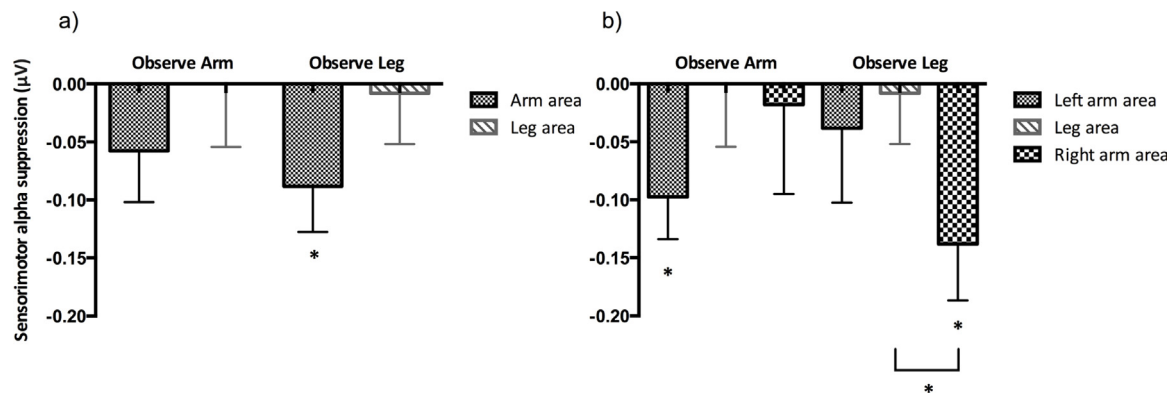 a)
Observe Arm Observe Leg
0.00
-0.05
-0.10
-0.15
-0.20
Sensorimotor alpha suppression (µV)
*
Arm area
Leg area
b)
Observe Arm Observe Leg
0.00
-0.05
-0.10
-0.15
-0.20
*
*
*
Left arm area
Leg area
Right arm area